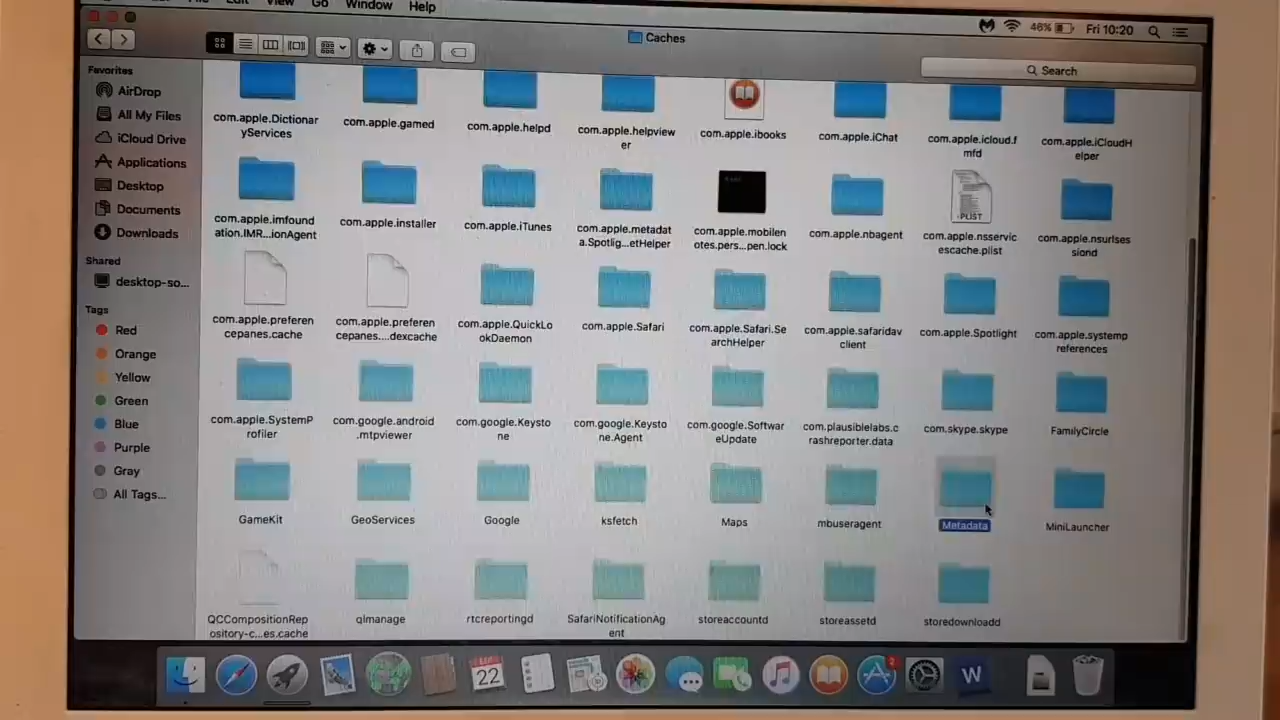 File Edit View Go Window Help
46% Fri 10:20
Caches
Search
Favorites
AirDrop
All My Files
iCloud Drive
Applications
Desktop
Documents
Downloads
Shared
desktop-so...
Tags
Red
Orange
Yellow
Green
Blue
Purple
Gray
All Tags...
com.apple.Dictionar
yServices
com.apple.gamed
com.apple.helpd
com.apple.helpview
er
com.apple.ibooks
com.apple.iChat
com.apple.icloud.f
mfd
com.apple.iCloudH
elper
com.apple.imfound
ation.IMR...ionAgent
com.apple.installer
com.apple.iTunes
com.apple.metadat
a.Spotlig...etHelper
com.apple.mobilen
otes.pers...pen.lock
com.apple.nbagent
PLIST
com.apple.nsservic
escache.plist
com.apple.nsurlses
siond
com.apple.preferen
cepanes.cache
com.apple.preferen
cepanes....dexcache
com.apple.QuickLo
okDaemon
com.apple.Safari
com.apple.Safari.Se
archHelper
com.apple.safaridav
client
com.apple.Spotlight
com.apple.systemp
references
com.apple.SystemP
rofiler
com.google.android
.mtpviewer
com.google.Keysto
ne
com.google.Keysto
ne.Agent
com.google.Softwar
eUpdate
com.plausiblelabs.c
rashreporter.data
com.skype.skype
FamilyCircle
GameKit
GeoServices
Google
ksfetch
Maps
mbuseragent
Metadata
MiniLauncher
QCCompositionRep
ository-c...es.cache
qlmanage
rtcreportingd
SafariNotificationAg
ent
storeaccountd
storeassetd
storedownloadd
22
2
W